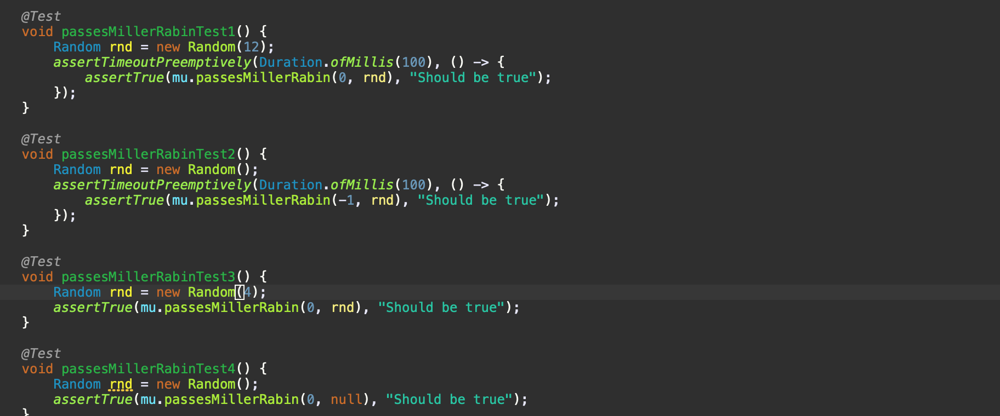 @Test
void passesMillerRabinTest1() {
    Random rnd = new Random(12);
    assertTimeoutPreemptively(Duration.ofMillis(100), () -> {
        assertTrue(mu.passesMillerRabin(0, rnd), "Should be true");
    });
}

@Test
void passesMillerRabinTest2() {
    Random rnd = new Random();
    assertTimeoutPreemptively(Duration.ofMillis(100), () -> {
        assertTrue(mu.passesMillerRabin(-1, rnd), "Should be true");
    });
}

@Test
void passesMillerRabinTest3() {
    Random rnd = new Random(4);
    assertTrue(mu.passesMillerRabin(0, rnd), "Should be true");
}

@Test
void passesMillerRabinTest4() {
    Random rnd = new Random();
    assertTrue(mu.passesMillerRabin(0, null), "Should be true");
}